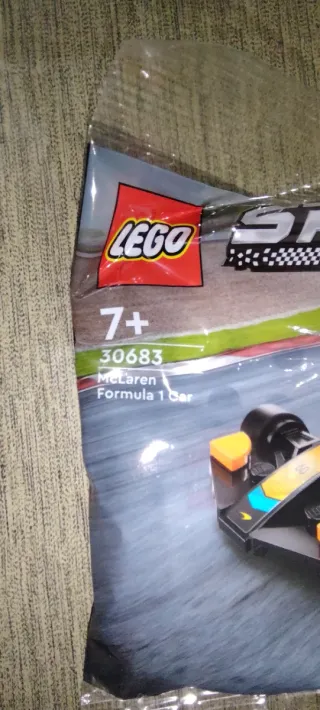 LEGO
7+
30683
McLaren
Formula 1 Car